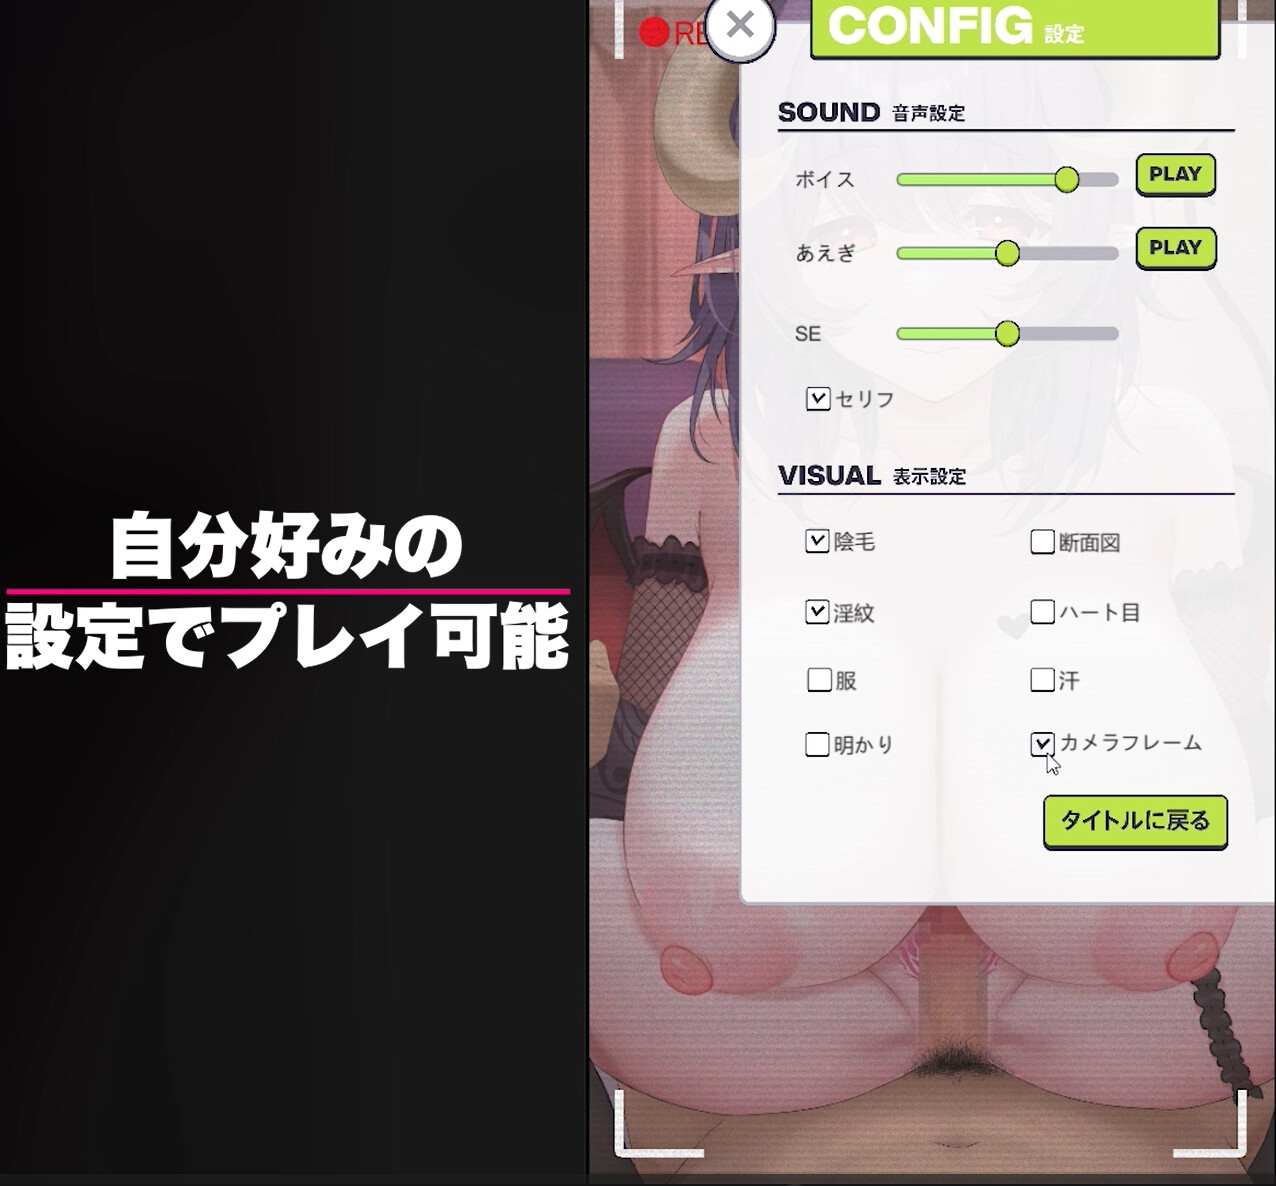 自分好みの
設定でプレイ可能
CONFIG 設定
SOUND 音声設定
ボイス PLAY
あえぎ PLAY
SE
セリフ
VISUAL 表示設定
陰毛 断面図
淫紋 ハート目
服 汗
明かり カメラフレーム
タイトルに戻る